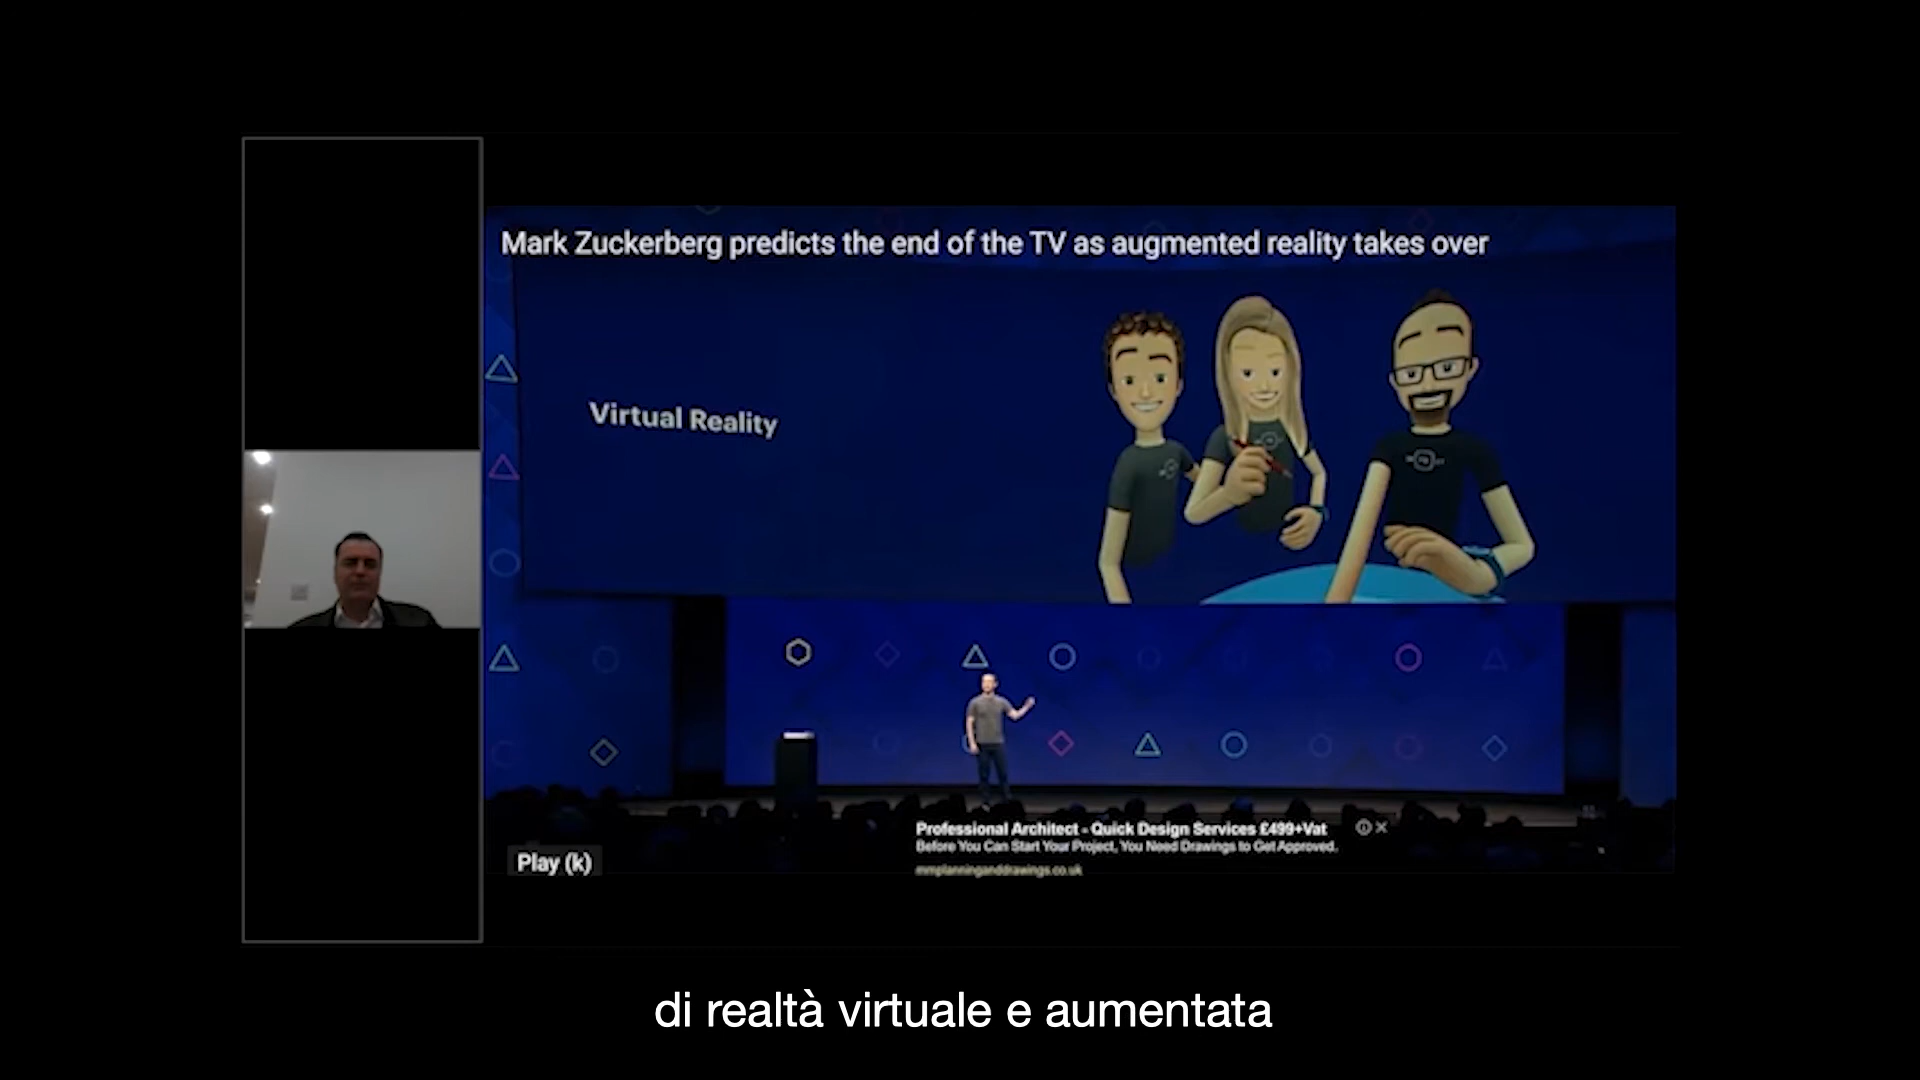 Mark Zuckerberg predicts the end of the TV as augmented reality takes over
Virtual Reality
Professional Architect - Quick Design Services £499+Vat
Before You Can Start Your Project, You Need Drawings to Get Approved.
mmplanninganddrawings.co.uk
Play (k)
di realtà virtuale e aumentata